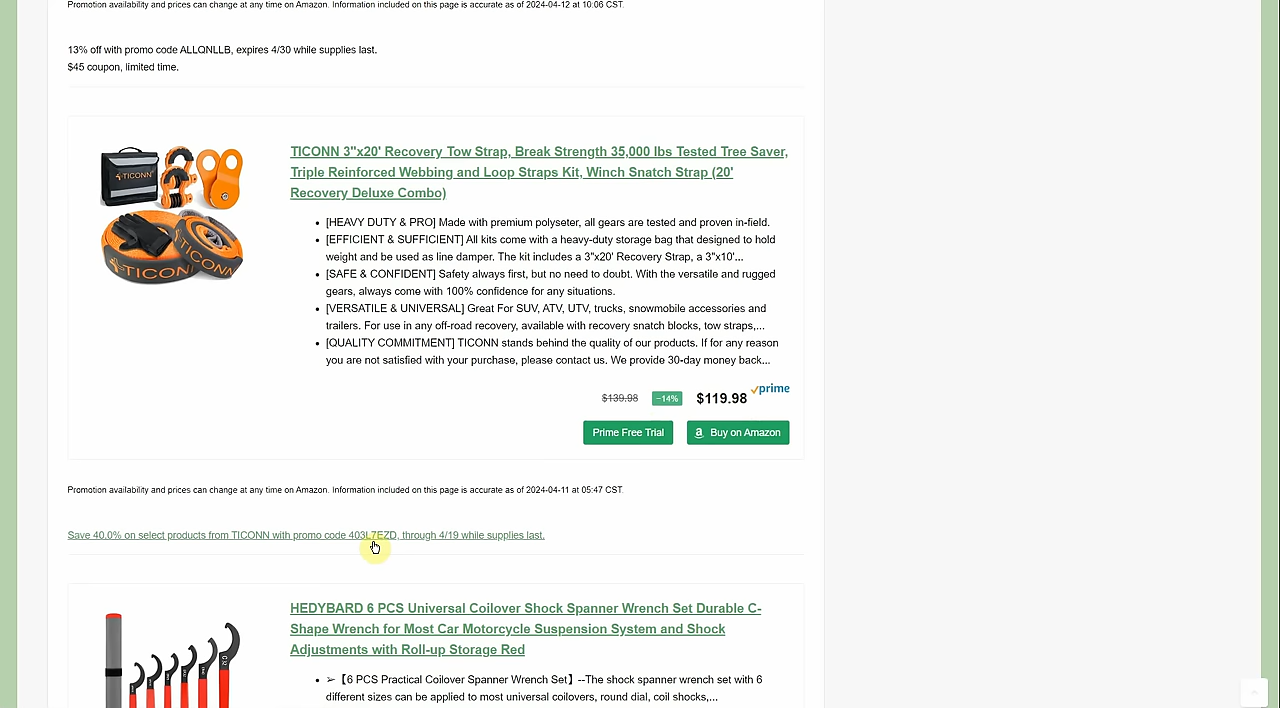 Promotion availability and prices can change at any time on Amazon. Information included on this page is accurate as of 2024-04-12 at 10:06 CST.
13% off with promo code ALLQNLLB, expires 4/30 while supplies last.
$45 coupon, limited time.
TICONN 3"x20' Recovery Tow Strap, Break Strength 35,000 lbs Tested Tree Saver,
Triple Reinforced Webbing and Loop Straps Kit, Winch Snatch Strap (20'
Recovery Deluxe Combo)
TICONN
TICONN
TICONN
• [HEAVY DUTY & PRO] Made with premium polyseter, all gears are tested and proven in-field.
• [EFFICIENT & SUFFICIENT] All kits come with a heavy-duty storage bag that designed to hold
weight and be used as line damper. The kit includes a 3"x20' Recovery Strap, a 3"x10'...
• [SAFE & CONFIDENT] Safety always first, but no need to doubt. With the versatile and rugged
gears, always come with 100% confidence for any situations.
• [VERSATILE & UNIVERSAL] Great For SUV, ATV, UTV, trucks, snowmobile accessories and
trailers. For use in any off-road recovery, available with recovery snatch blocks, tow straps,...
• [QUALITY COMMITMENT] TICONN stands behind the quality of our products. If for any reason
you are not satisfied with your purchase, please contact us. We provide 30-day money back...
$139.98 −14% $119.98 prime
Prime Free Trial Buy on Amazon
Promotion availability and prices can change at any time on Amazon. Information included on this page is accurate as of 2024-04-11 at 05:47 CST.
Save 40.0% on select products from TICONN with promo code 403L7EZD, through 4/19 while supplies last.
HEDYBARD 6 PCS Universal Coilover Shock Spanner Wrench Set Durable C-
Shape Wrench for Most Car Motorcycle Suspension System and Shock
Adjustments with Roll-up Storage Red
• ➢【6 PCS Practical Coilover Spanner Wrench Set】--The shock spanner wrench set with 6
different sizes can be applied to most universal coilovers, round dial, coil shocks,...